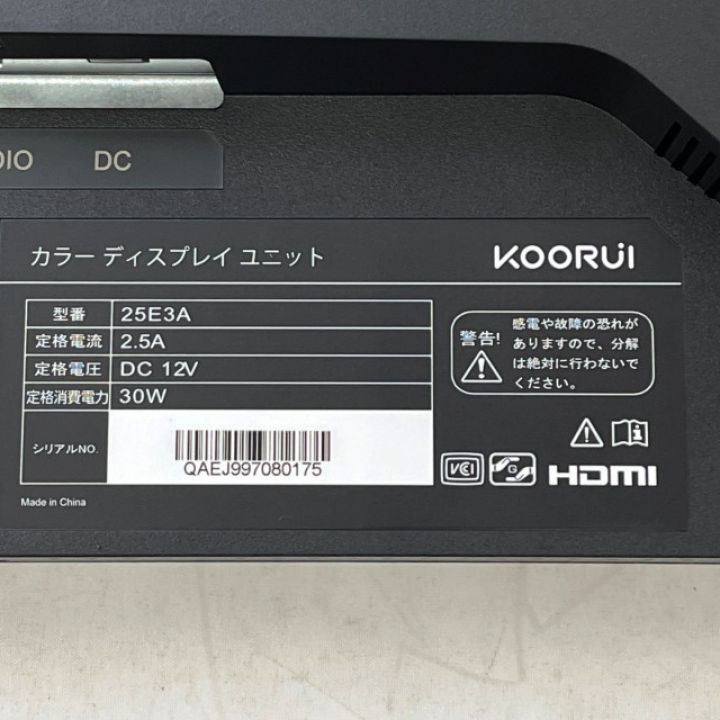 DIO DC
カラー ディスプレイ ユニット
KOORUI
型番 25E3A
定格電流 2.5A
定格電圧 DC 12V
定格消費電力 30W
シリアルNO.
QAEJ997080175
警告!
感電や故障の恐れが
ありますので、分解
は絶対に行わないで
ください。
VCCI
G
HDMI
Made in China